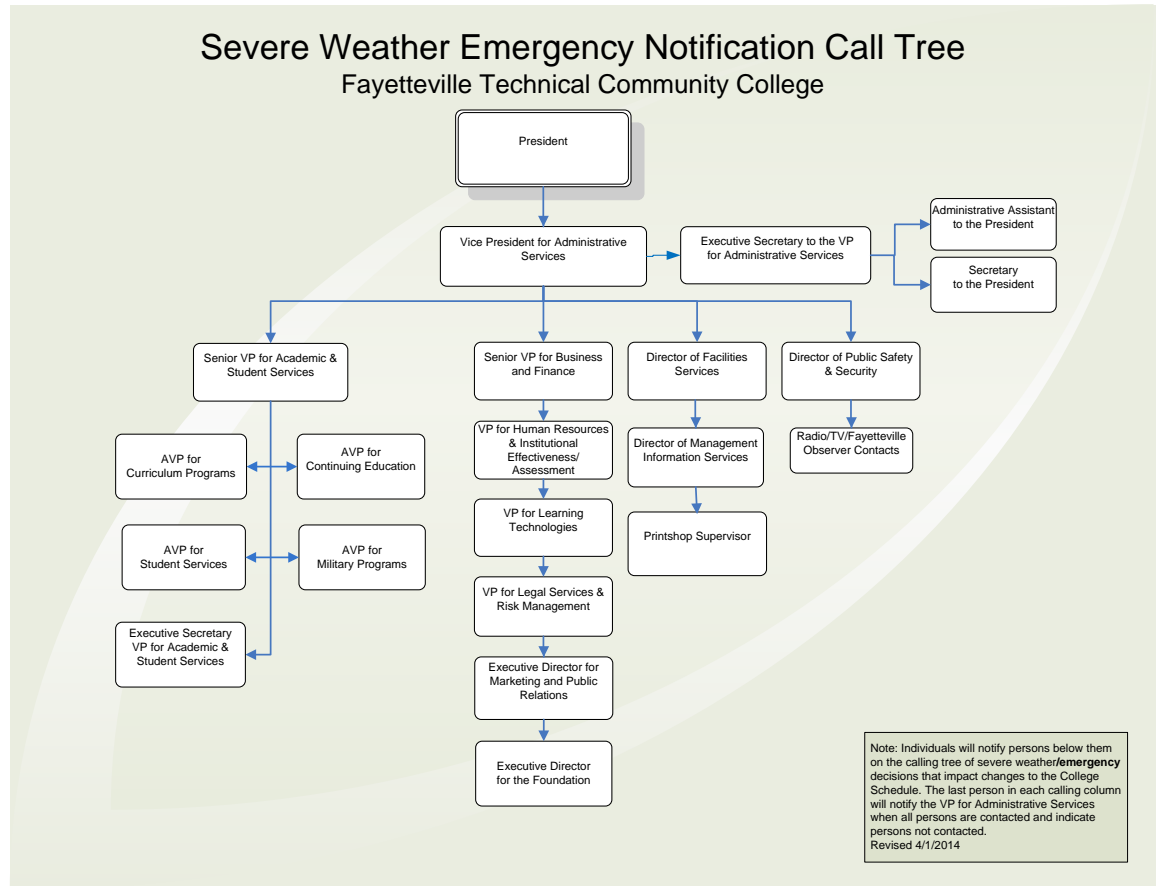 Severe Weather Emergency Notification Call Tree
Fayetteville Technical Community College
President
Vice President for Administrative
Services
Executive Secretary to the VP
for Administrative Services
Administrative Assistant
to the President
Secretary
to the President
Senior VP for Academic &
Student Services
Senior VP for Business
and Finance
Director of Facilities
Services
Director of Public Safety
& Security
AVP for
Curriculum Programs
AVP for
Continuing Education
AVP for
Student Services
AVP for
Military Programs
Executive Secretary
VP for Academic &
Student Services
VP for Human Resources
& Institutional
Effectiveness/
Assessment
VP for Learning
Technologies
VP for Legal Services &
Risk Management
Executive Director for
Marketing and Public
Relations
Executive Director
for the Foundation
Director of Management
Information Services
Printshop Supervisor
Radio/TV/Fayetteville
Observer Contacts
Note: Individuals will notify persons below them
on the calling tree of severe weather/emergency
decisions that impact changes to the College
Schedule. The last person in each calling column
will notify the VP for Administrative Services
when all persons are contacted and indicate
persons not contacted.
Revised 4/1/2014